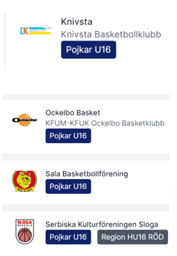 Knivsta
Knivsta Basketbollklubb
Pojkar U16
Ockelbo Basket
KFUM-KFUK Ockelbo Basketklubb
Pojkar U16
Sala Basketbollförening
Pojkar U16
SLOGA
Serbiska Kulturföreningen Sloga
Pojkar U16 Region HU16 RÖD